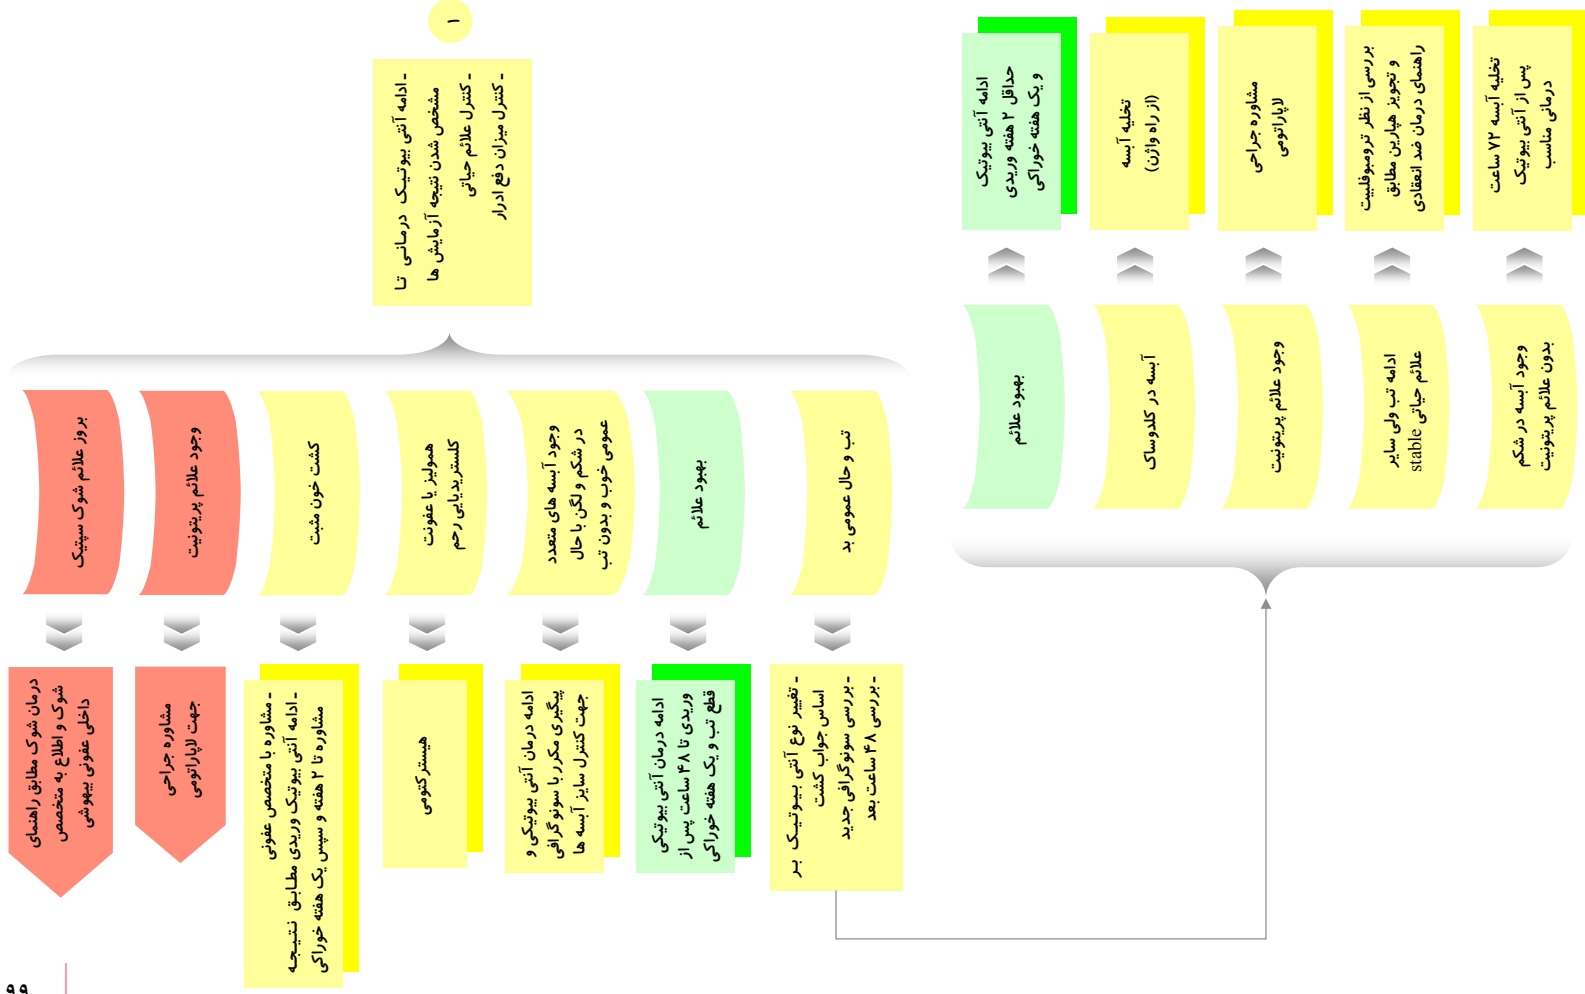 ۱
- ادامه آنتی بیوتیک درمانی تا
مشخص شدن نتیجه آزمایش ها
- کنترل علائم حیاتی
- کنترل میزان دفع ادرار
بروز علائم شوک سپتیک
درمان شوک مطابق راهنمای
شوک و اطلاع به متخصص
داخلی عفونی بیهوشی
وجود علائم پریتونیت
مشاوره جراحی
جهت لاپاراتومی
کشت خون مثبت
- مشاوره با متخصص عفونی
- ادامه آنتی بیوتیک وریدی مطابق نتیجه
مشاوره تا ۲ هفته و سپس یک هفته خوراکی
همولیز یا عفونت
کلستریدیایی رحم
هیسترکتومی
وجود آبسه های متعدد
در شکم و لگن با حال
عمومی خوب و بدون تب
ادامه درمان آنتی بیوتیکی و
پیگیری مکرر با سونوگرافی
جهت کنترل سایز آبسه ها
بهبود علائم
ادامه درمان آنتی بیوتیکی
وریدی تا ۴۸ ساعت پس از
قطع تب و یک هفته خوراکی
تب و حال عمومی بد
- تغییر نوع آنتی بیوتیک بر
اساس جواب کشت
- بررسی سونوگرافی جدید
- بررسی ۴۸ ساعت بعد
بهبود علائم
ادامه آنتی بیوتیک
حداقل ۲ هفته وریدی
و یک هفته خوراکی
آبسه در کلدوساک
تخلیه آبسه
(از راه واژن)
وجود علائم پریتونیت
مشاوره جراحی
لاپاراتومی
ادامه تب ولی سایر
علائم حیاتی stable
بررسی از نظر ترومبوفلبیت
و تجویز هپارین مطابق
راهنمای درمان ضد انعقادی
وجود آبسه در شکم
بدون علائم پریتونیت
تخلیه آبسه ۷۲ ساعت
پس از آنتی بیوتیک
درمانی مناسب
۹۹